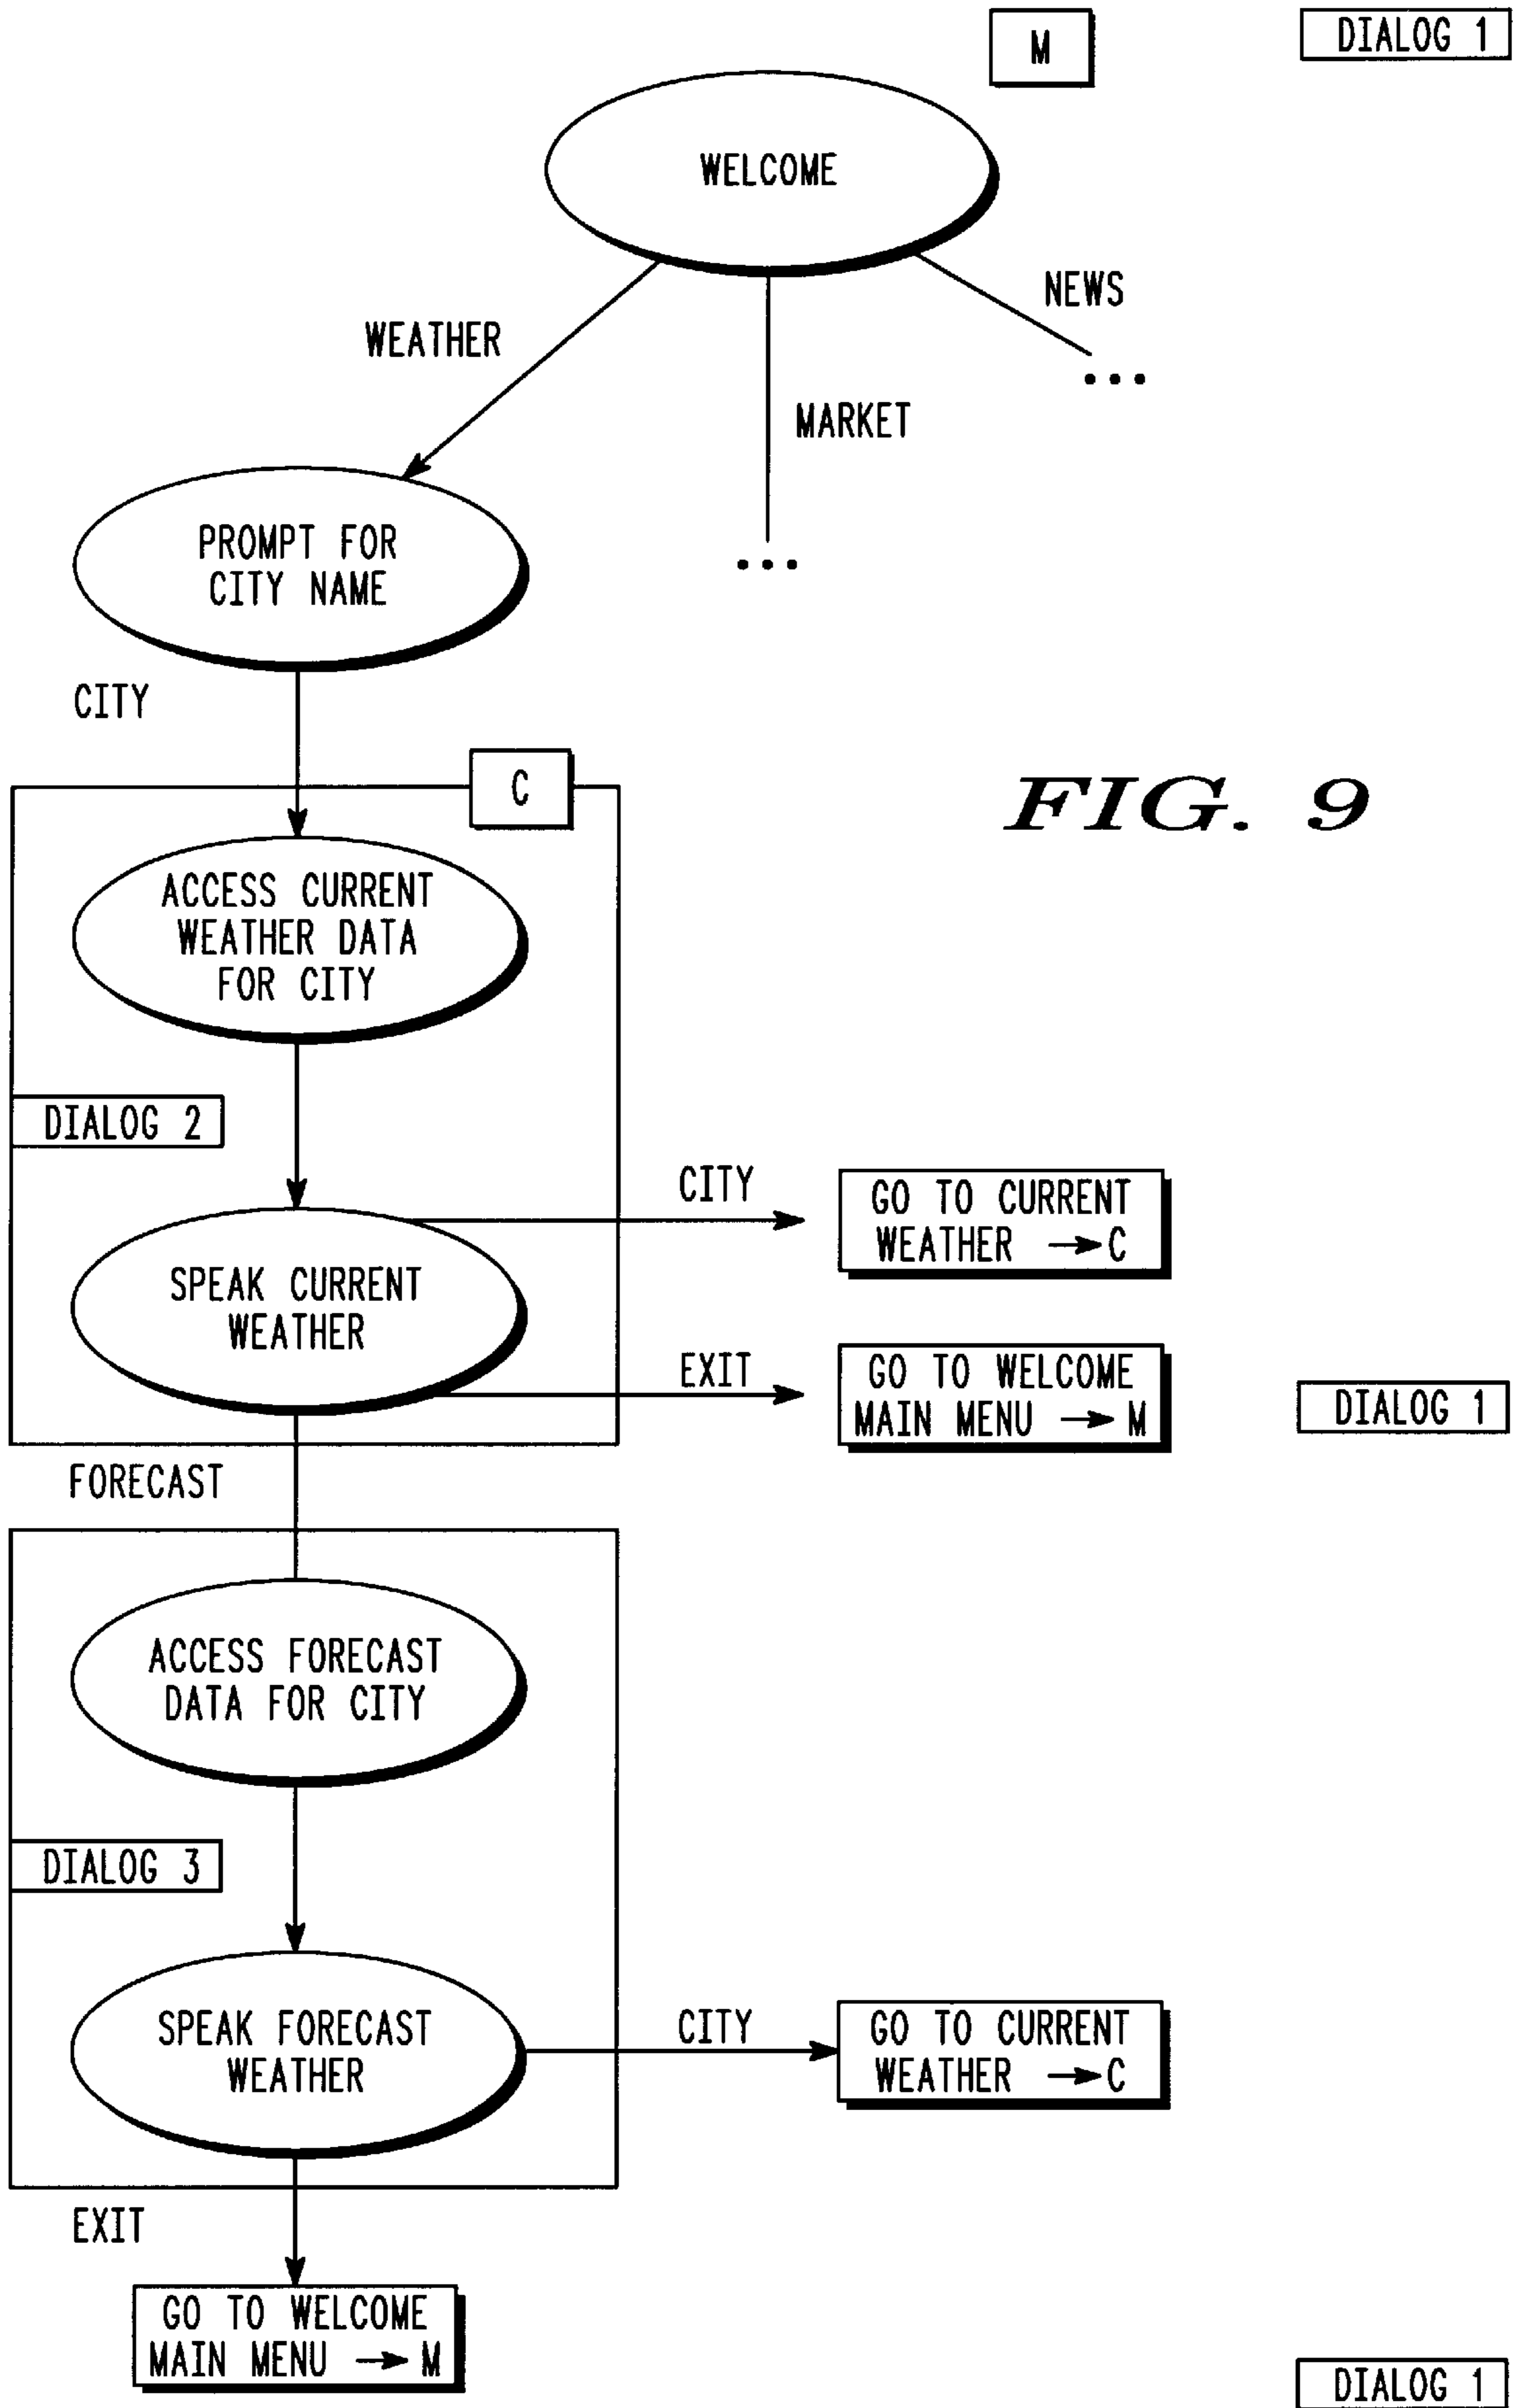 M
DIALOG 1
WELCOME
NEWS
WEATHER
MARKET
...
...
PROMPT FOR
CITY NAME
CITY
C
FIG. 9
ACCESS CURRENT
WEATHER DATA
FOR CITY
DIALOG 2
CITY
GO TO CURRENT
WEATHER → C
SPEAK CURRENT
WEATHER
EXIT
GO TO WELCOME
MAIN MENU → M
DIALOG 1
FORECAST
ACCESS FORECAST
DATA FOR CITY
DIALOG 3
SPEAK FORECAST
WEATHER
CITY
GO TO CURRENT
WEATHER → C
EXIT
GO TO WELCOME
MAIN MENU → M
DIALOG 1